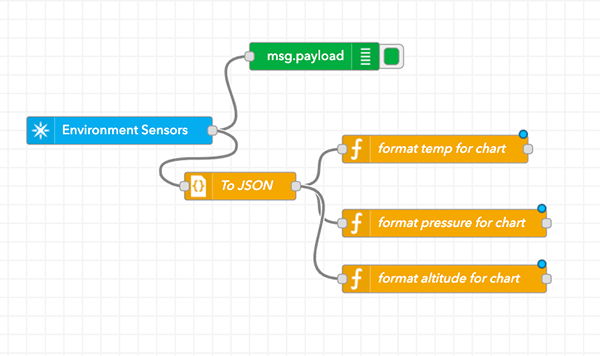 msg.payload
Environment Sensors
format temp for chart
To JSON
format pressure for chart
format altitude for chart